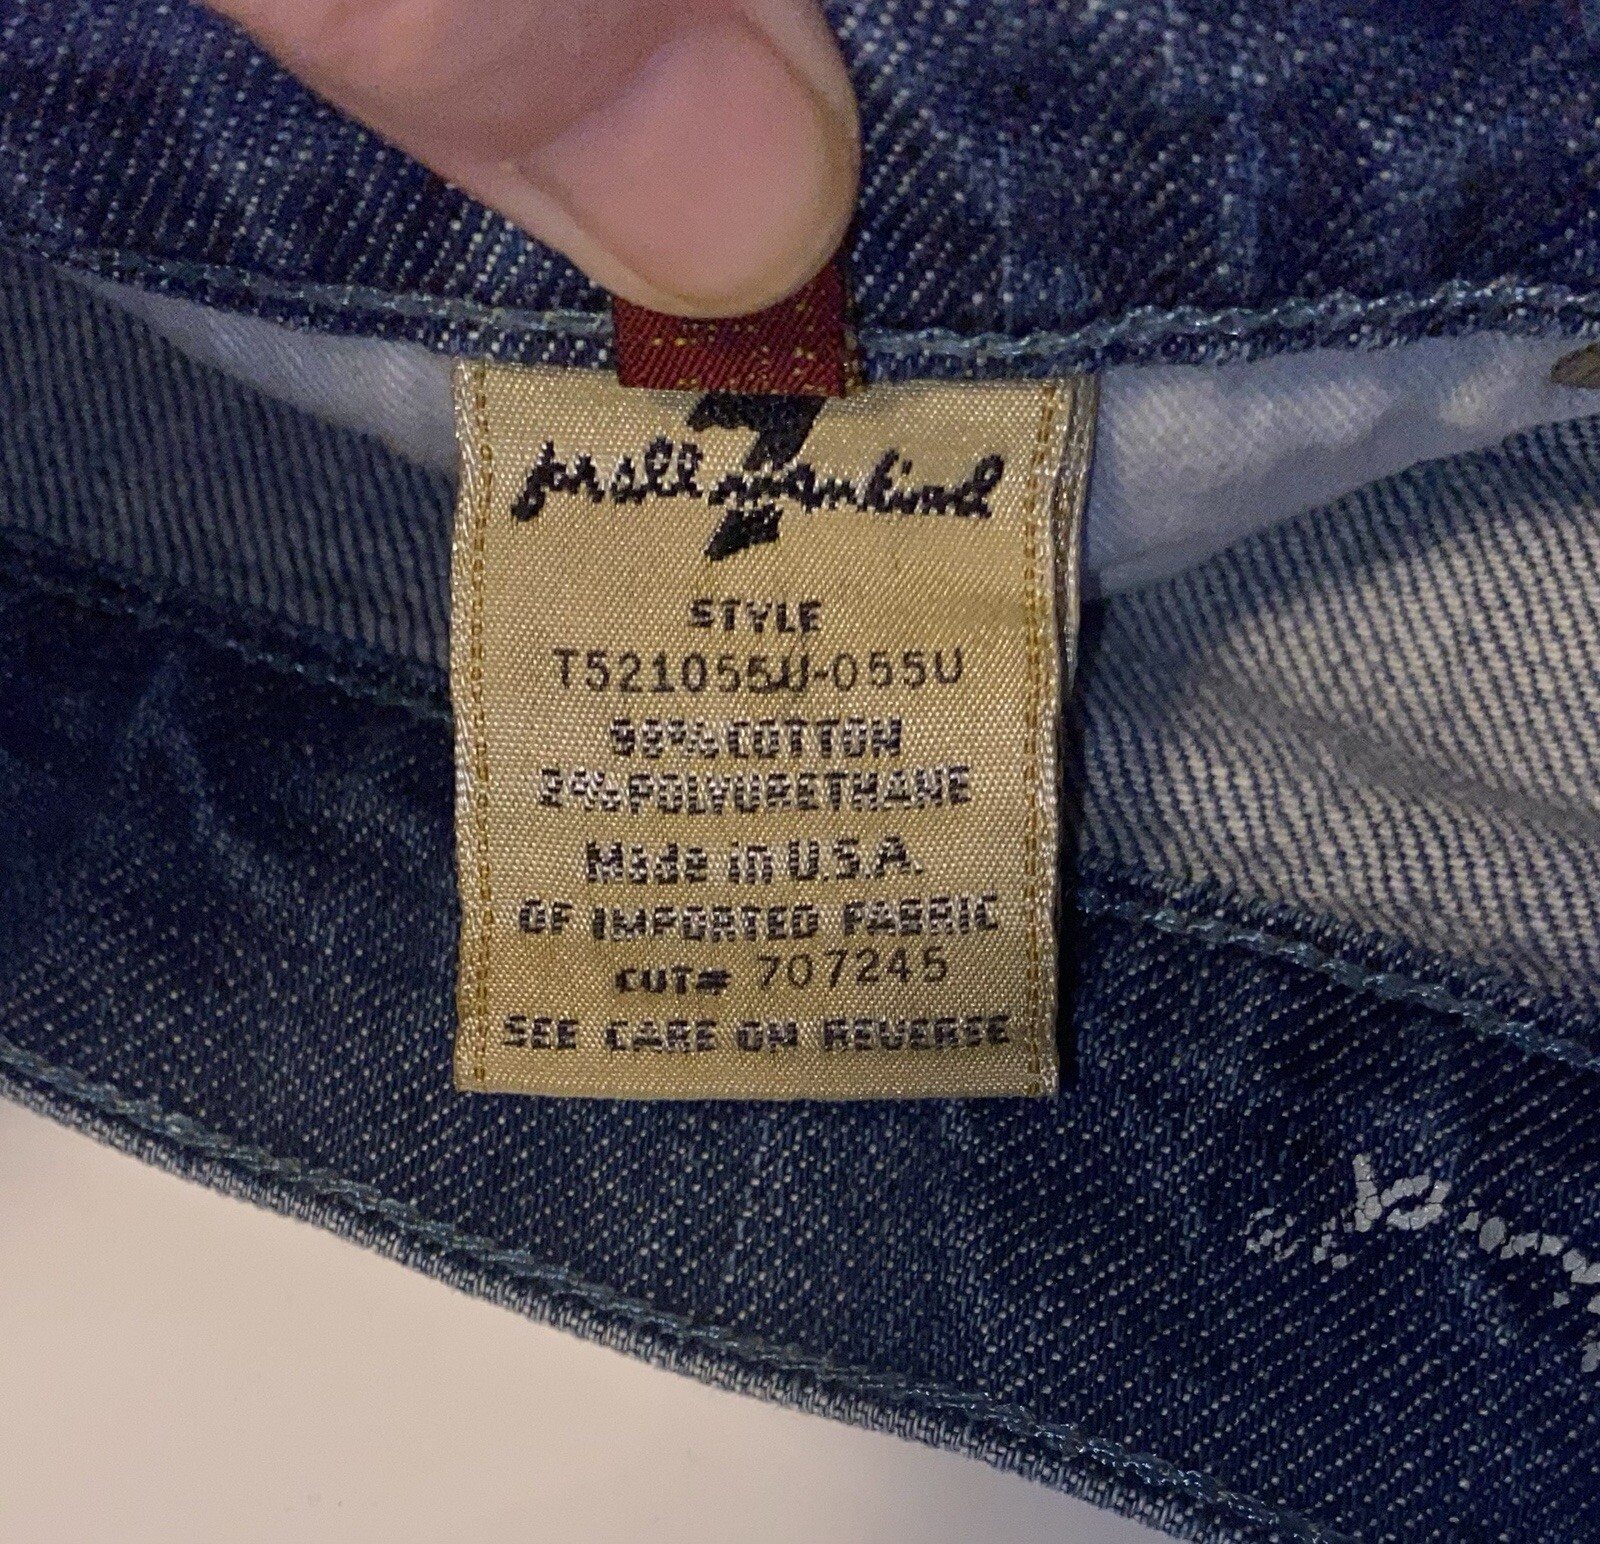 7
for all mankind
STYLE
T521055U-055U
98% COTTON
2% POLYURETHANE
Made in U.S.A.
OF IMPORTED FABRIC
CUT# 707245
SEE CARE ON REVERSE